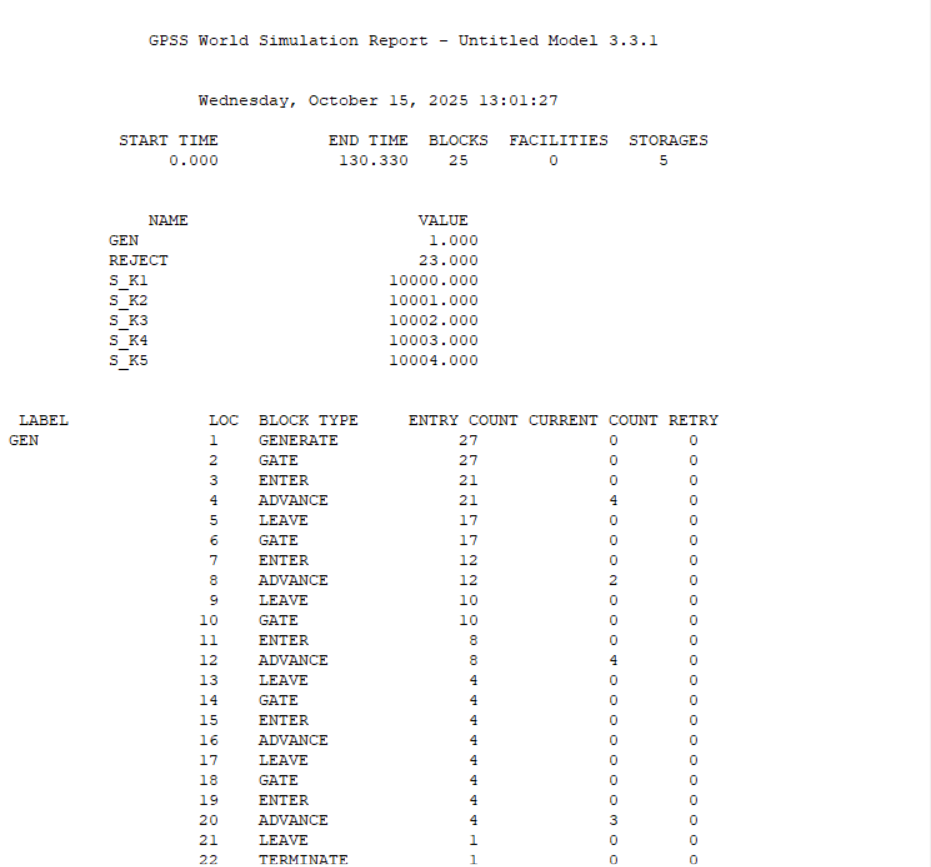 GPSS World Simulation Report - Untitled Model 3.3.1
Wednesday, October 15, 2025 13:01:27
START TIME END TIME BLOCKS FACILITIES STORAGES
0.000 130.330 25 0 5
NAME VALUE
GEN 1.000
REJECT 23.000
S_K1 10000.000
S_K2 10001.000
S_K3 10002.000
S_K4 10003.000
S_K5 10004.000
LABEL LOC BLOCK TYPE ENTRY COUNT CURRENT COUNT RETRY
GEN 1 GENERATE 27 0 0
2 GATE 27 0 0
3 ENTER 21 0 0
4 ADVANCE 21 4 0
5 LEAVE 17 0 0
6 GATE 17 0 0
7 ENTER 12 0 0
8 ADVANCE 12 2 0
9 LEAVE 10 0 0
10 GATE 10 0 0
11 ENTER 8 0 0
12 ADVANCE 8 4 0
13 LEAVE 4 0 0
14 GATE 4 0 0
15 ENTER 4 0 0
16 ADVANCE 4 0 0
17 LEAVE 4 0 0
18 GATE 4 0 0
19 ENTER 4 0 0
20 ADVANCE 4 3 0
21 LEAVE 1 0 0
22 TERMINATE 1 0 0